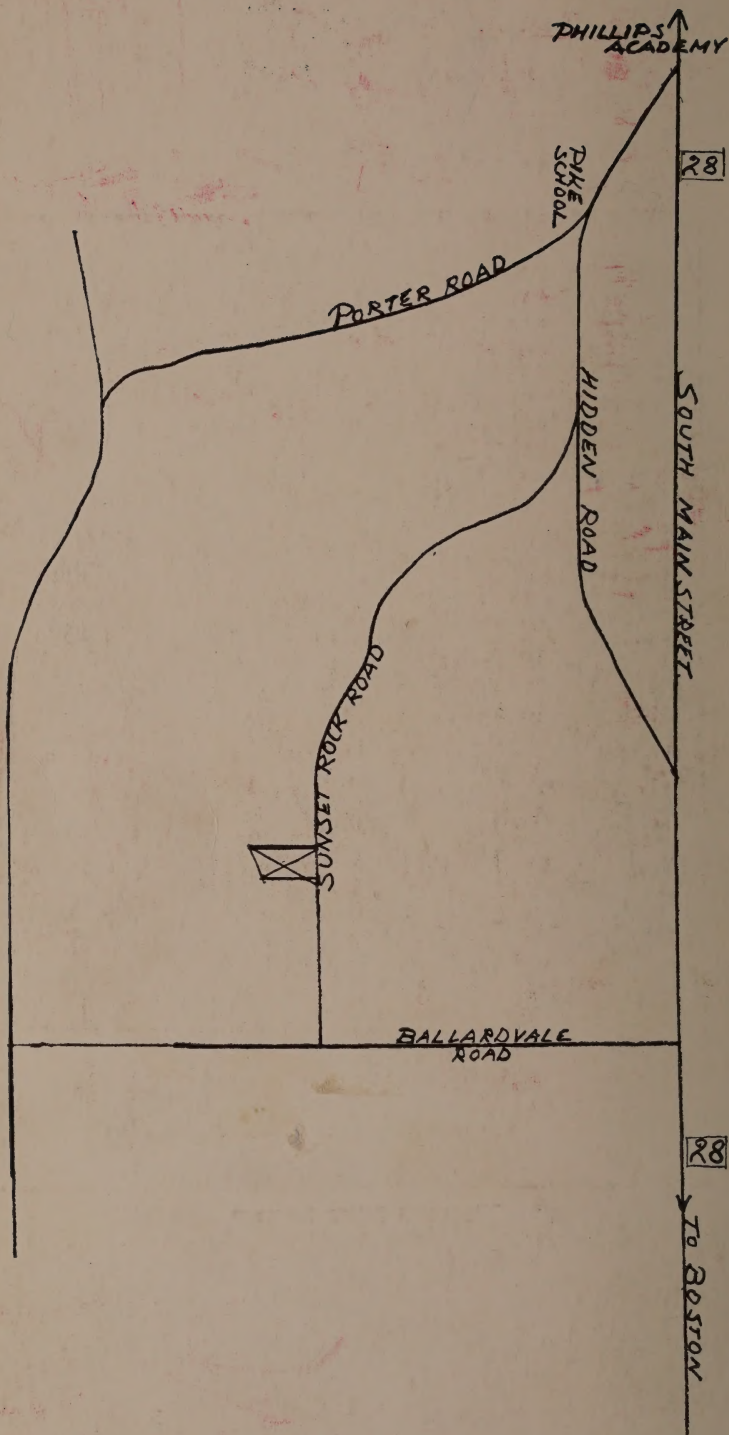 PHILLIPS
ACADEMY
28
PIKE
SCHOOL
PORTER ROAD
HIDDEN ROAD
SOUTH MAIN STREET
SUNSET ROCK ROAD
BALLARDVALE
ROAD
28
TO BOSTON